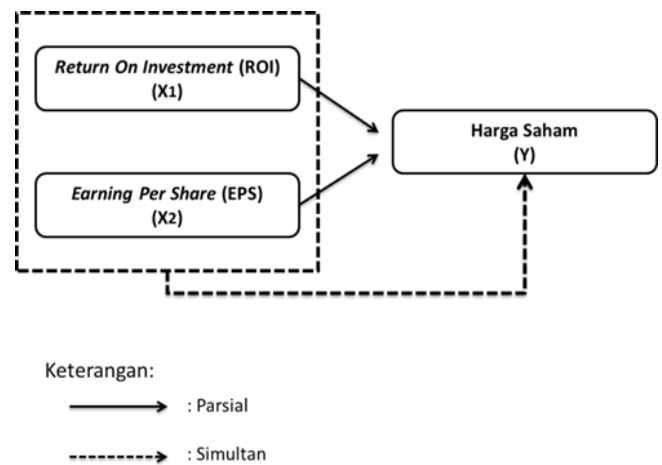 Return On Investment (ROI)
(X1)
Harga Saham
(Y)
Earning Per Share (EPS)
(X2)
Keterangan:
: Parsial
: Simultan